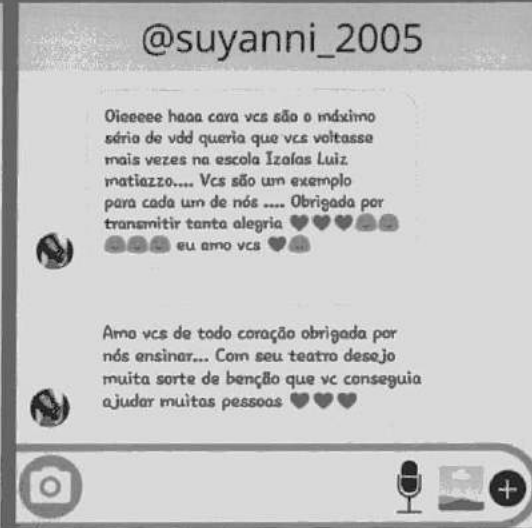 @suyanni_2005
Oieeeee haaa cara vcs são o máximo
sério de vdd queria que vcs voltasse
mais vezes na escola Izaías Luiz
matiazzo.... Vcs são um exemplo
para cada um de nós .... Obrigada por
transmitir tanta alegria ♥♥♥😊😊
😊😊😊 eu amo vcs ♥😊
Amo vcs de todo coração obrigada por
nós ensinar... Com seu teatro desejo
muita sorte de benção que vc conseguia
ajudar muitas pessoas ♥♥♥